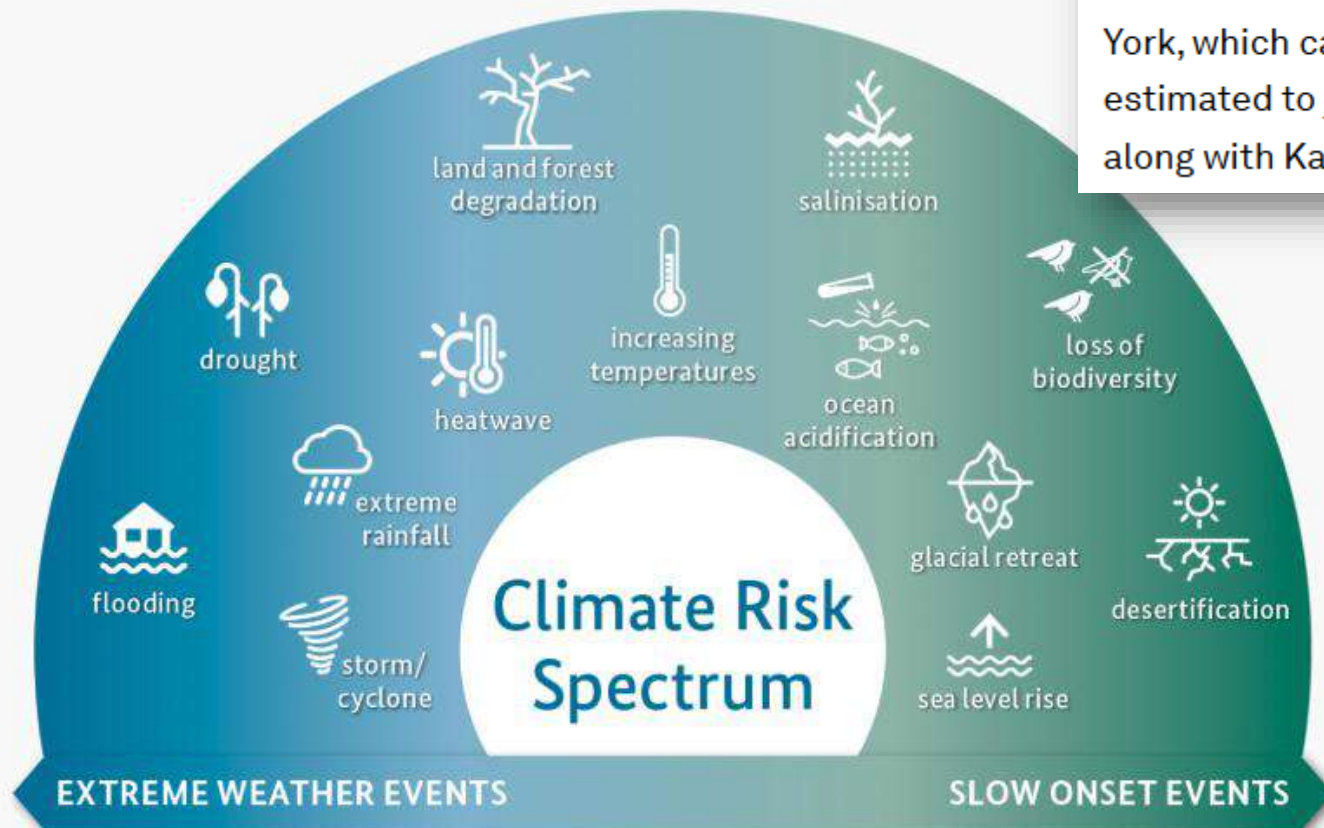 York, which ca
estimated to
along with Ka
land and forest
degradation
salinisation
drought
increasing
temperatures
loss of
biodiversity
heatwave
ocean
acidification
extreme
rainfall
glacial retreat
flooding
desertification
storm/
cyclone
sea level rise
Climate Risk
Spectrum
EXTREME WEATHER EVENTS
SLOW ONSET EVENTS